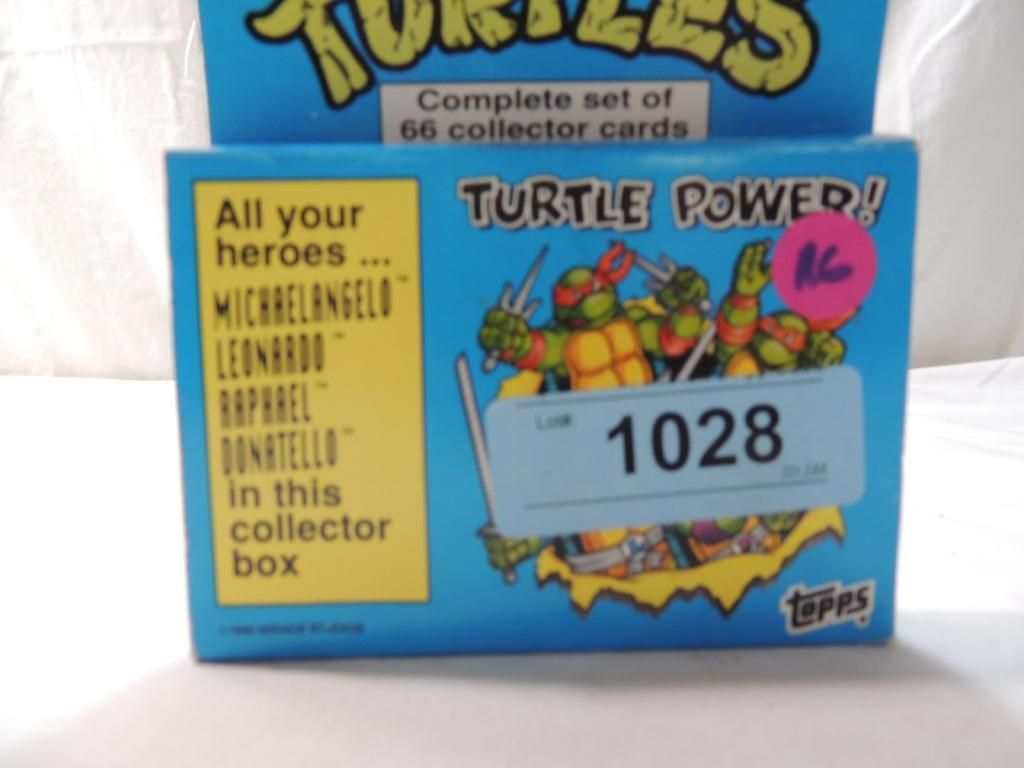 TURTLES
Complete set of
66 collector cards
All your
heroes ...
MICHAELANGELO™
LEONARDO™
RAPHAEL™
DONATELLO™
in this
collector
box
TURTLE POWER!
Lot#:
1028
TOPPS